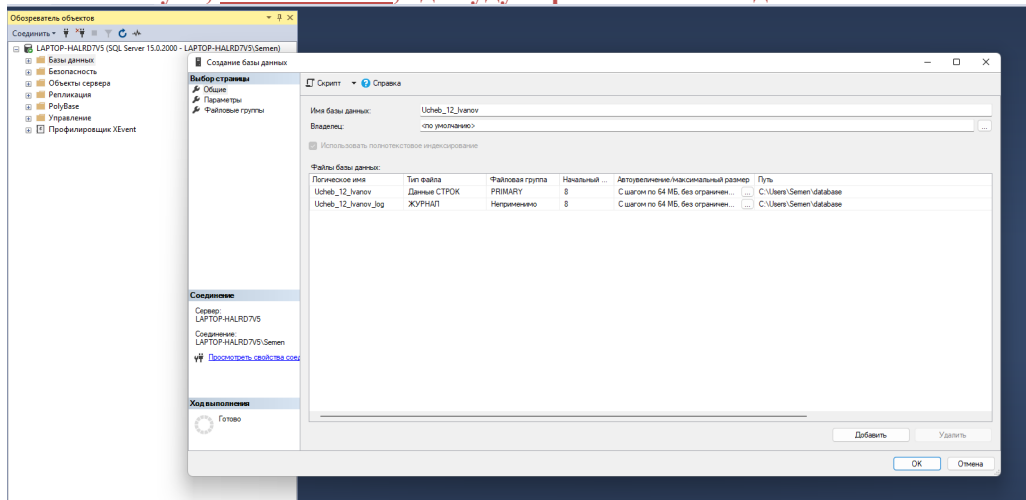 Обозреватель объектов
Соединить
LAPTOP-HALRD7V5 (SQL Server 15.0.2000 - LAPTOP-HALRD7V5\Semen)
Базы данных
Безопасность
Объекты сервера
Репликация
PolyBase
Управление
Профилировщик XEvent
Создание базы данных
Выбор страницы
Общие
Параметры
Файловые группы
Скрипт
Справка
Имя базы данных: Ucheb_12_Ivanov
Владелец: <по умолчанию> ...
Использовать полнотекстовое индексирование
Файлы базы данных:
Логическое имя Тип файла Файловая группа Начальный ... Автоувеличение/максимальный размер Путь
Ucheb_12_Ivanov Данные СТРОК PRIMARY 8 С шагом по 64 МБ, без ограничен... ... C:\Users\Semen\database
Ucheb_12_Ivanov_log ЖУРНАЛ Неприменимо 8 С шагом по 64 МБ, без ограничен... ... C:\Users\Semen\database
Соединение
Сервер:
LAPTOP-HALRD7V5
Соединение:
LAPTOP-HALRD7V5\Semen
Просмотреть свойства соед
Ход выполнения
Готово
Добавить Удалить
OK Отмена